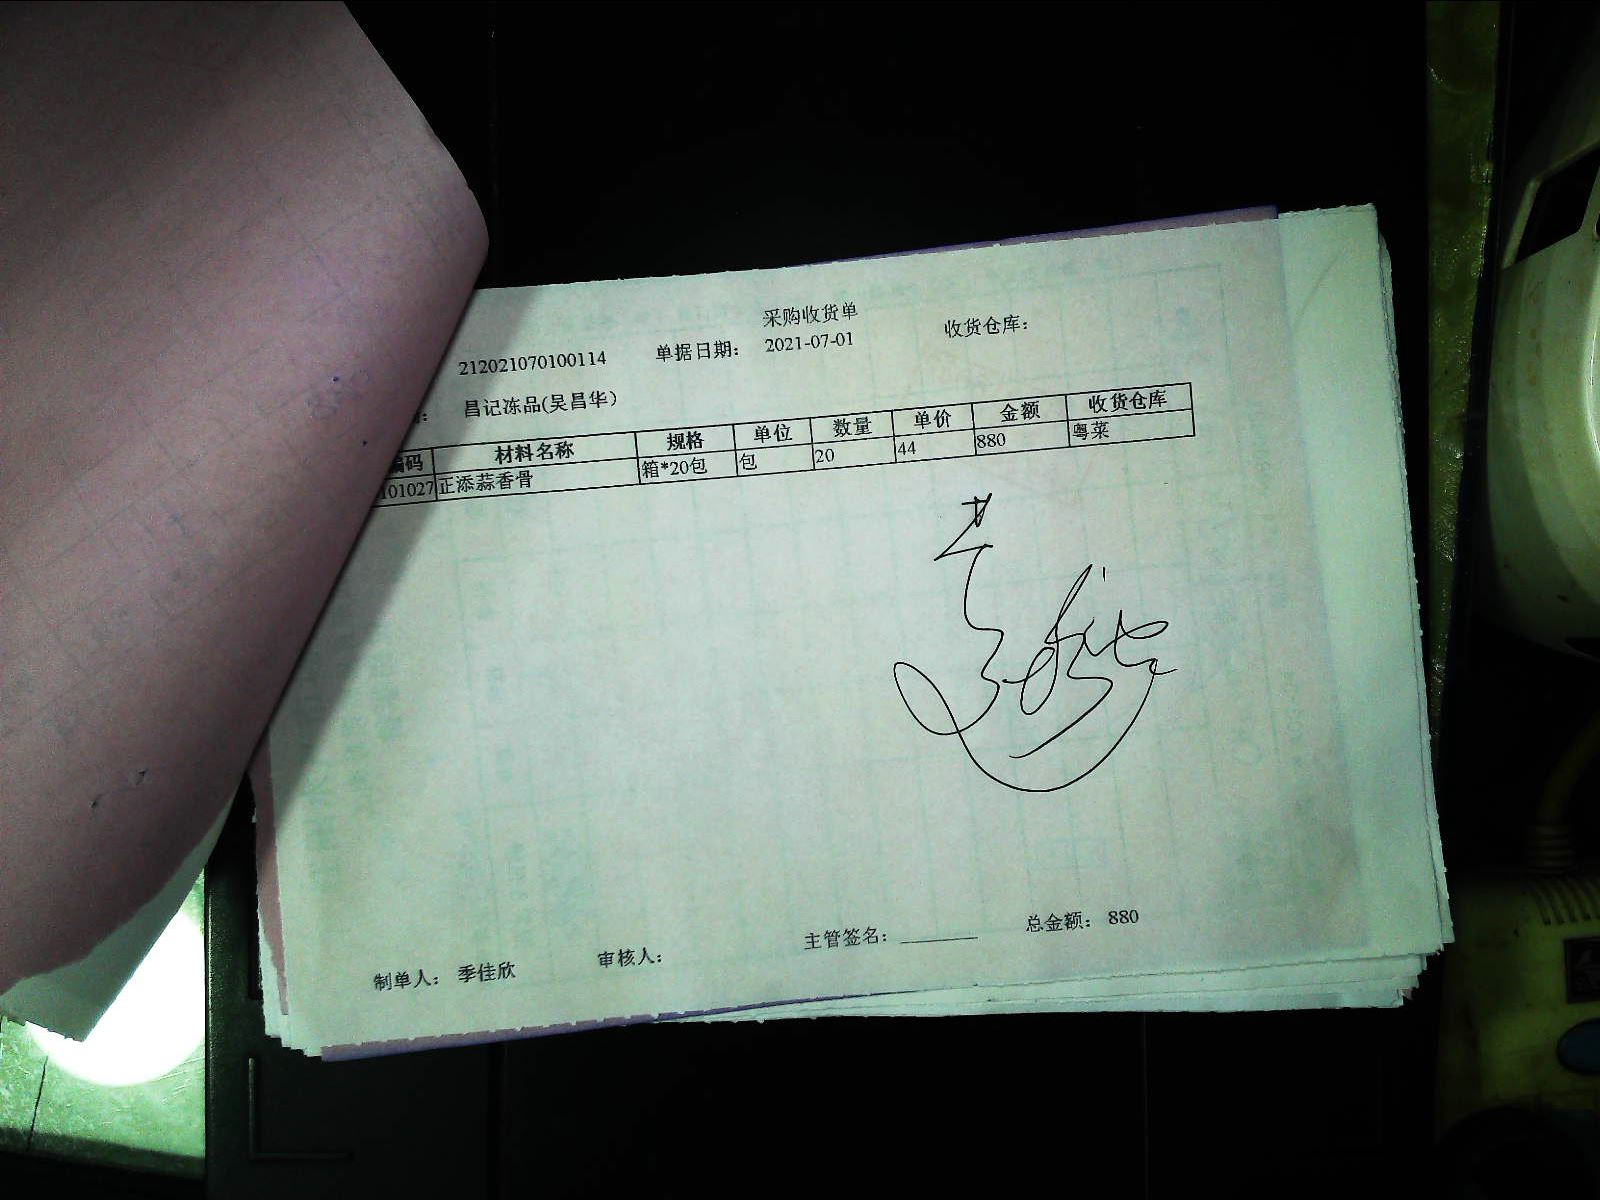 采购收货单
212021070100114 单据日期： 2021-07-01 收货仓库：
： 昌记冻品(吴昌华)
编码 材料名称 规格 单位 数量 单价 金额 收货仓库
101027 正添蒜香骨 箱*20包 包 20 44 880 粤菜
制单人： 季佳欣 审核人： 主管签名： 总金额： 880